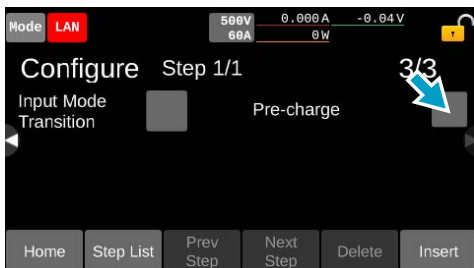 Mode LAN 500V 0.000A -0.04V
60A 0W
Configure Step 1/1 3/3
Input Mode
Transition
Pre-charge
Home Step List Prev
Step Next
Step Delete Insert